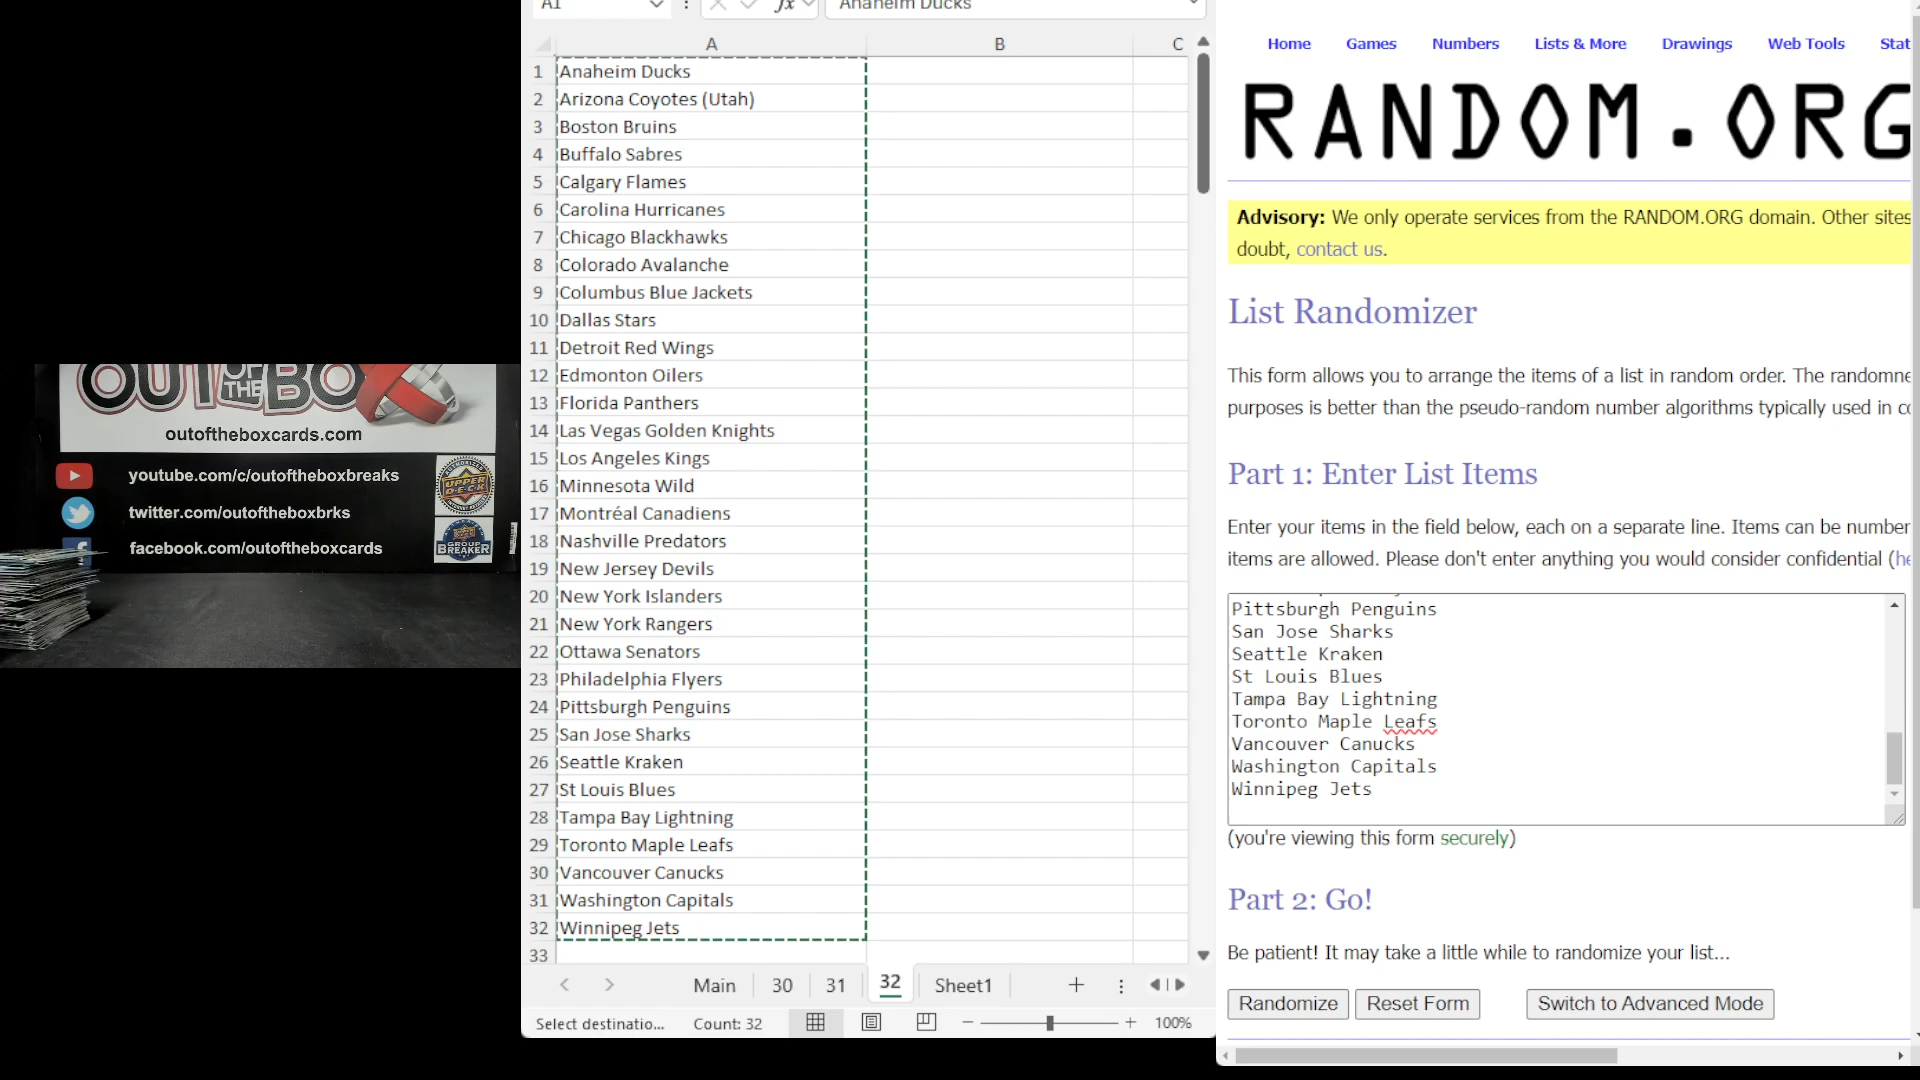 OUT OF THE BO
outoftheboxcards.com
youtube.com/c/outoftheboxbreaks
twitter.com/outoftheboxbrks
facebook.com/outoftheboxcards
UPPER DECK
GROUP BREAKER
A1
fx
Anaheim Ducks
A B C
1 Anaheim Ducks
2 Arizona Coyotes (Utah)
3 Boston Bruins
4 Buffalo Sabres
5 Calgary Flames
6 Carolina Hurricanes
7 Chicago Blackhawks
8 Colorado Avalanche
9 Columbus Blue Jackets
10 Dallas Stars
11 Detroit Red Wings
12 Edmonton Oilers
13 Florida Panthers
14 Las Vegas Golden Knights
15 Los Angeles Kings
16 Minnesota Wild
17 Montréal Canadiens
18 Nashville Predators
19 New Jersey Devils
20 New York Islanders
21 New York Rangers
22 Ottawa Senators
23 Philadelphia Flyers
24 Pittsburgh Penguins
25 San Jose Sharks
26 Seattle Kraken
27 St Louis Blues
28 Tampa Bay Lightning
29 Toronto Maple Leafs
30 Vancouver Canucks
31 Washington Capitals
32 Winnipeg Jets
33
Main 30 31 32 Sheet1
Select destinatio... Count: 32 100%
Home Games Numbers Lists & More Drawings Web Tools Stat
RANDOM.ORG
Advisory: We only operate services from the RANDOM.ORG domain. Other sites
doubt, contact us.
List Randomizer
This form allows you to arrange the items of a list in random order. The randomne
purposes is better than the pseudo-random number algorithms typically used in co
Part 1: Enter List Items
Enter your items in the field below, each on a separate line. Items can be number
items are allowed. Please don't enter anything you would consider confidential (he
Pittsburgh Penguins
San Jose Sharks
Seattle Kraken
St Louis Blues
Tampa Bay Lightning
Toronto Maple Leafs
Vancouver Canucks
Washington Capitals
Winnipeg Jets
(you're viewing this form securely)
Part 2: Go!
Be patient! It may take a little while to randomize your list...
Randomize Reset Form Switch to Advanced Mode